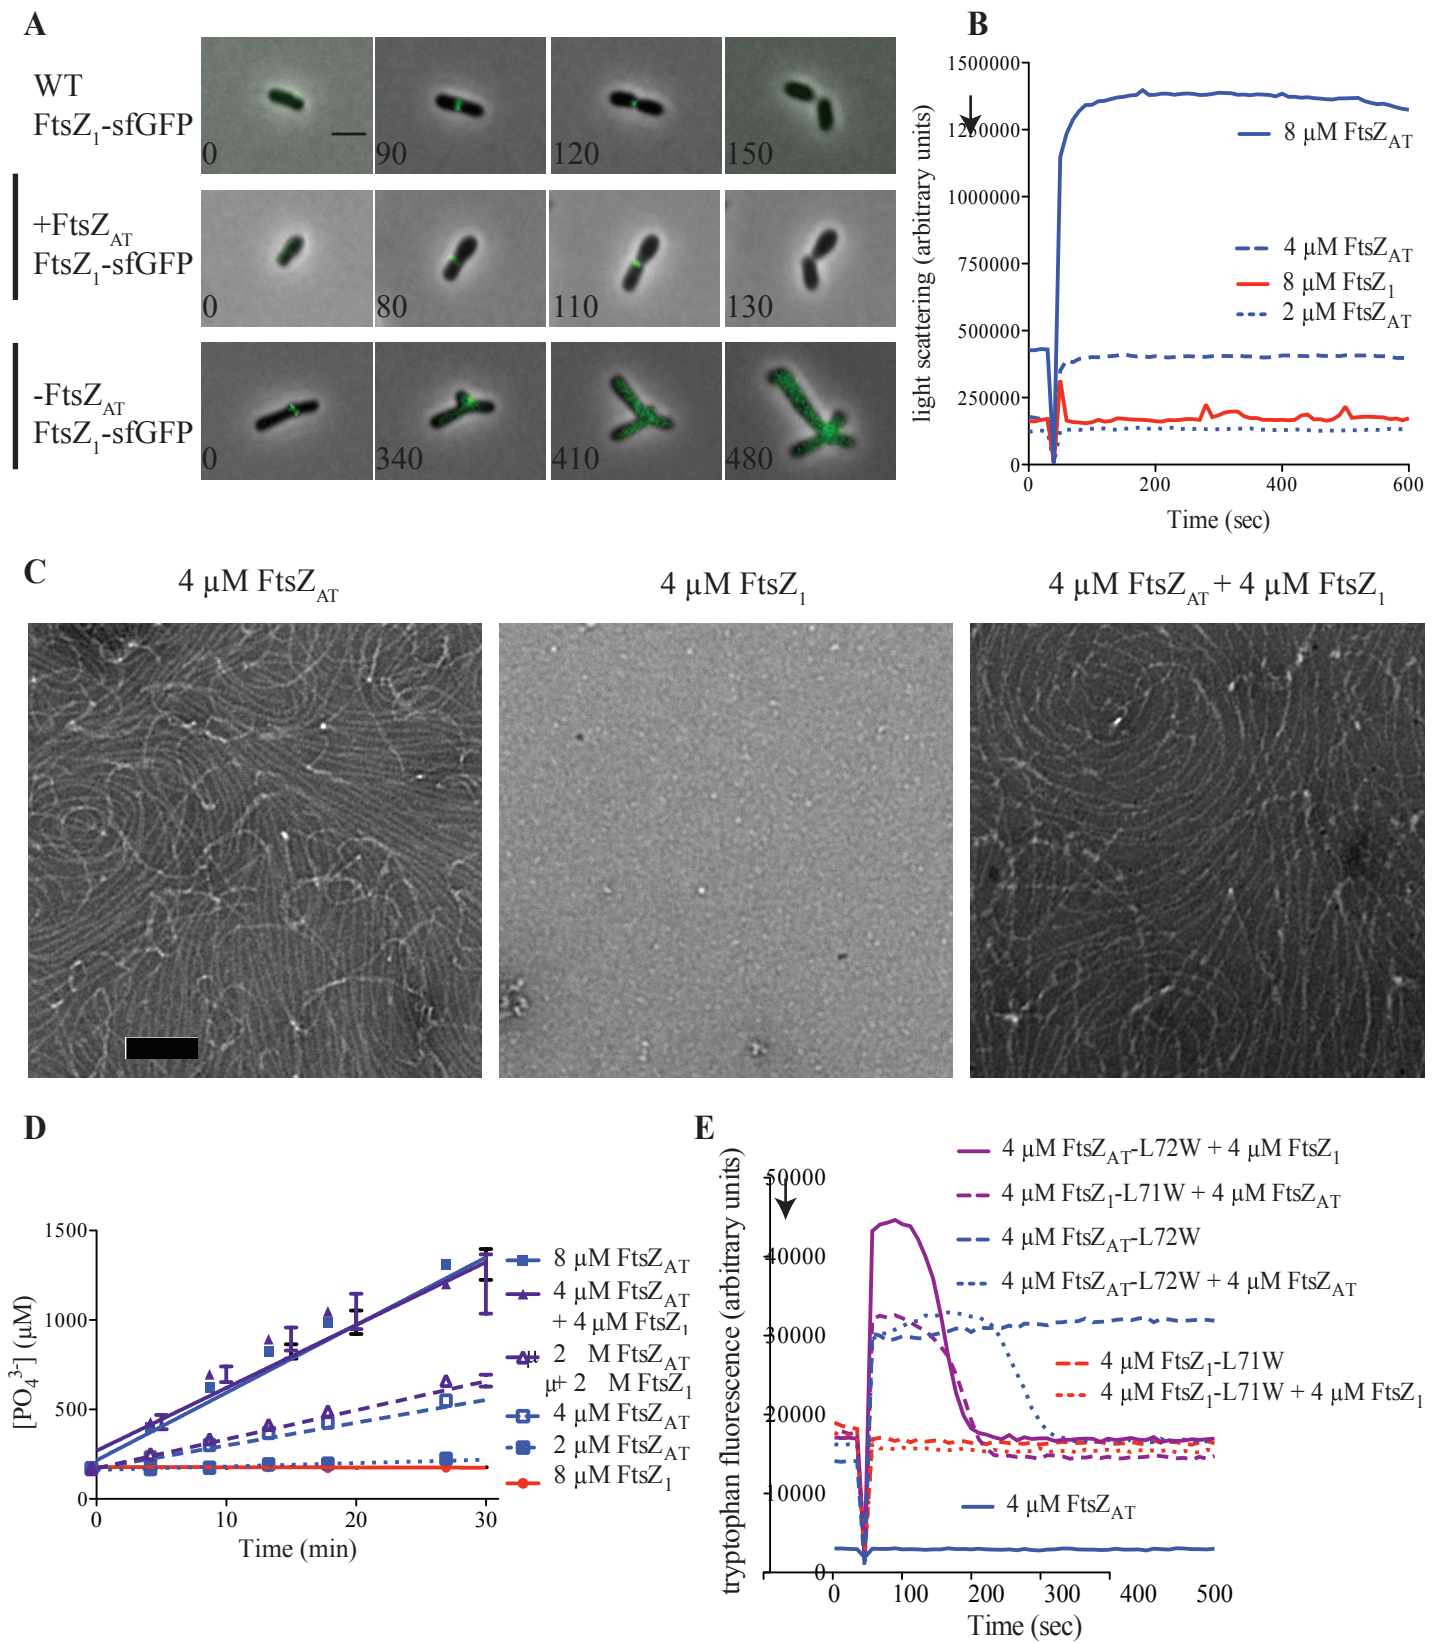 A
WT
FtsZ1-sfGFP
0
90
120
150
+FtsZAT
FtsZ1-sfGFP
0
80
110
130
-FtsZAT
FtsZ1-sfGFP
0
340
410
480
B
light scattering (arbitrary units)
1500000
1250000
1000000
750000
500000
250000
0
8 µM FtsZAT
4 µM FtsZAT
8 µM FtsZ1
2 µM FtsZAT
0 200 400 600
Time (sec)
C
4 µM FtsZAT
4 µM FtsZ1
4 µM FtsZAT + 4 µM FtsZ1
D
[PO43-] (µM)
1500
1000
500
0
0 10 20 30
Time (min)
8 µM FtsZAT
4 µM FtsZAT
+ 4 µM FtsZ1
µ 2 M FtsZAT
µ+ 2 M FtsZ1
4 µM FtsZAT
2 µM FtsZAT
8 µM FtsZ1
E
tryptophan fluorescence (arbitrary units)
50000
40000
30000
20000
10000
0
4 µM FtsZAT-L72W + 4 µM FtsZ1
4 µM FtsZ1-L71W + 4 µM FtsZAT
4 µM FtsZAT-L72W
4 µM FtsZAT-L72W + 4 µM FtsZAT
4 µM FtsZ1-L71W
4 µM FtsZ1-L71W + 4 µM FtsZ1
4 µM FtsZAT
0 100 200 300 400 500
Time (sec)